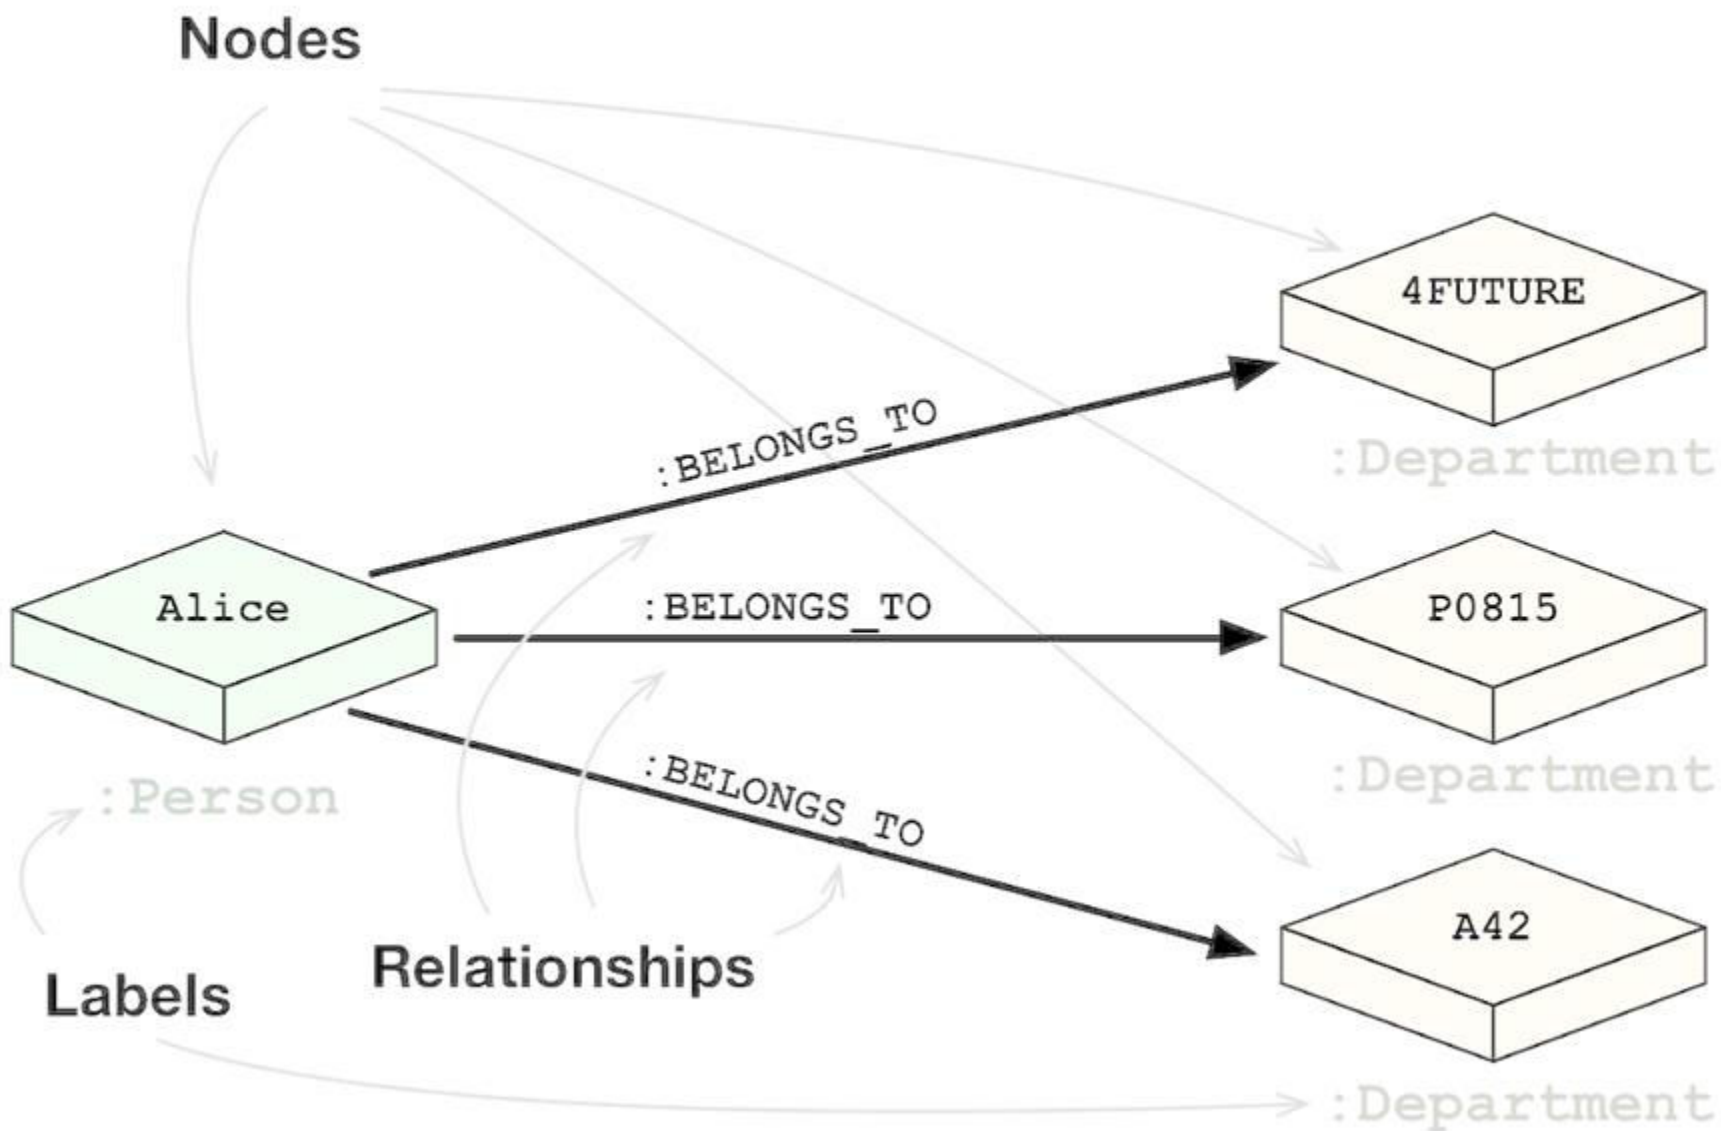 Nodes
4FUTURE
:BELONGS_TO
:Department
Alice
:BELONGS_TO
P0815
:Person
:BELONGS_TO
:Department
A42
Relationships
Labels
:Department